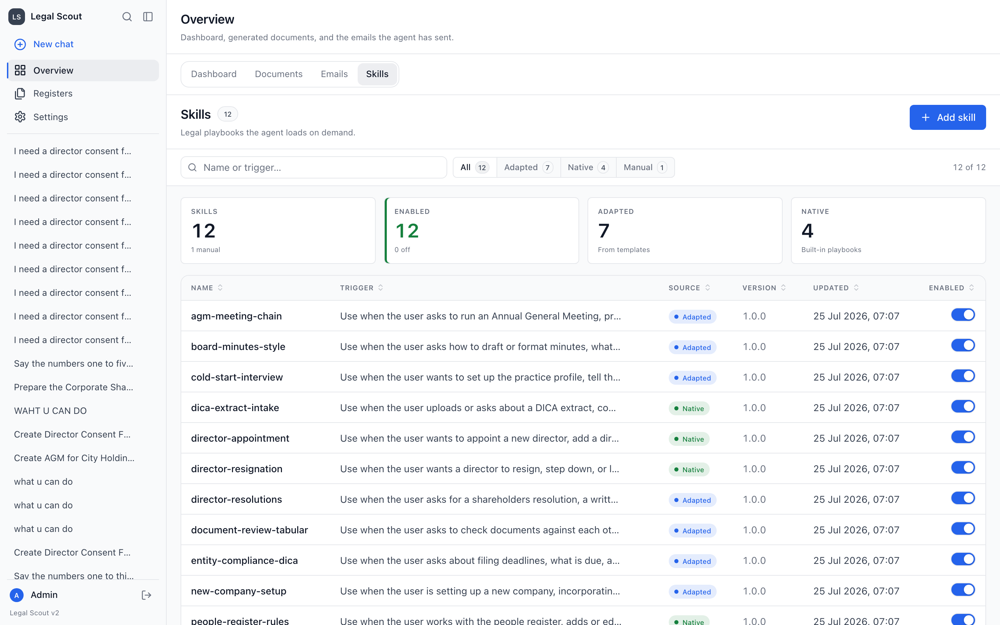 LS Legal Scout
New chat
Overview
Registers
Settings
I need a director consent f...
I need a director consent f...
I need a director consent f...
I need a director consent f...
I need a director consent f...
I need a director consent f...
I need a director consent f...
I need a director consent f...
I need a director consent f...
Say the numbers one to fiv...
Prepare the Corporate Sha...
WAHT U CAN DO
Create Director Consent F...
Create AGM for City Holdin...
what u can do
what u can do
what u can do
Create Director Consent F...
Say the numbers one to thi...
A Admin
Legal Scout v2
Overview
Dashboard, generated documents, and the emails the agent has sent.
Dashboard Documents Emails Skills
Skills 12
Legal playbooks the agent loads on demand.
+ Add skill
Name or trigger...
All 12 Adapted 7 Native 4 Manual 1
12 of 12
SKILLS
12
1 manual
ENABLED
12
0 off
ADAPTED
7
From templates
NATIVE
4
Built-in playbooks
NAME TRIGGER SOURCE VERSION UPDATED ENABLED
agm-meeting-chain Use when the user asks to run an Annual General Meeting, pr... Adapted 1.0.0 25 Jul 2026, 07:07
board-minutes-style Use when the user asks how to draft or format minutes, what... Adapted 1.0.0 25 Jul 2026, 07:07
cold-start-interview Use when the user wants to set up the practice profile, tell th... Adapted 1.0.0 25 Jul 2026, 07:07
dica-extract-intake Use when the user uploads or asks about a DICA extract, co... Native 1.0.0 25 Jul 2026, 07:07
director-appointment Use when the user wants to appoint a new director, add a dir... Native 1.0.0 25 Jul 2026, 07:07
director-resignation Use when the user wants a director to resign, step down, or l... Native 1.0.0 25 Jul 2026, 07:07
director-resolutions Use when the user asks for a shareholders resolution, a writt... Adapted 1.0.0 25 Jul 2026, 07:07
document-review-tabular Use when the user asks to check documents against each ot... Adapted 1.0.0 25 Jul 2026, 07:07
entity-compliance-dica Use when the user asks about filing deadlines, what is due, a... Adapted 1.0.0 25 Jul 2026, 07:07
new-company-setup Use when the user is setting up a new company, incorporatin... Adapted 1.0.0 25 Jul 2026, 07:07
people-register-rules Use when the user works with the people register, adds or ed... Native 1.0.0 25 Jul 2026, 07:07